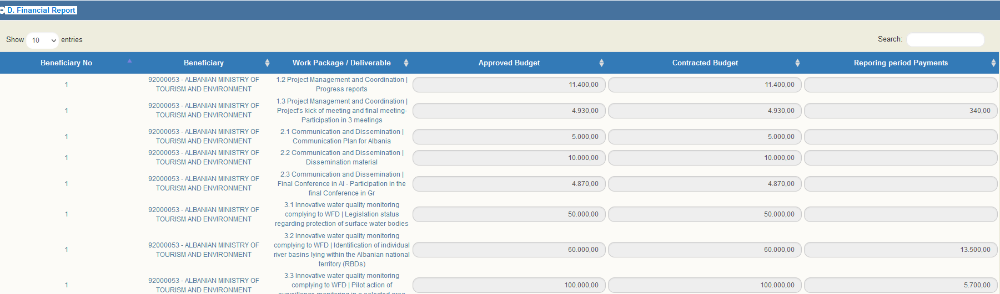 D. Financial Report
Show 10 entries
Search:
Beneficiary No Beneficiary Work Package / Deliverable Approved Budget Contracted Budget Reporing period Payments
92000053 - ALBANIAN MINISTRY OF 1.2 Project Management and Coordination |
1 TOURISM AND ENVIRONMENT Progress reports 11.400,00 11.400,00
1.3 Project Management and Coordination |
92000053 - ALBANIAN MINISTRY OF
1 TOURISM AND ENVIRONMENT Project's kick of meeting and final meeting- 4.930,00 4.930,00 340,00
Participation in 3 meetings
92000053 - ALBANIAN MINISTRY OF 2.1 Communication and Dissemination |
1 TOURISM AND ENVIRONMENT Communication Plan for Albania 5.000,00 5.000,00
92000053 - ALBANIAN MINISTRY OF 2.2 Communication and Dissemination |
1 TOURISM AND ENVIRONMENT Dissemination material 10.000,00 10.000,00
2.3 Communication and Dissemination |
92000053 - ALBANIAN MINISTRY OF
1 TOURISM AND ENVIRONMENT Final Conference in Al - Participation in the 4.870,00 4.870,00
final Conference in Gr
3.1 Innovative water quality monitoring
92000053 - ALBANIAN MINISTRY OF
1 TOURISM AND ENVIRONMENT complying to WFD | Legislation status 50.000,00 50.000,00
regarding protection of surface water bodies
3.2 Innovative water quality monitoring
92000053 - ALBANIAN MINISTRY OF complying to WFD | Identification of individual
1 TOURISM AND ENVIRONMENT river basins lying within the Albanian national 60.000,00 60.000,00 13.500,00
territory (RBDs)
3.3 Innovative water quality monitoring
92000053 - ALBANIAN MINISTRY OF
1 TOURISM AND ENVIRONMENT complying to WFD | Pilot action of 100.000,00 100.000,00 5.700,00